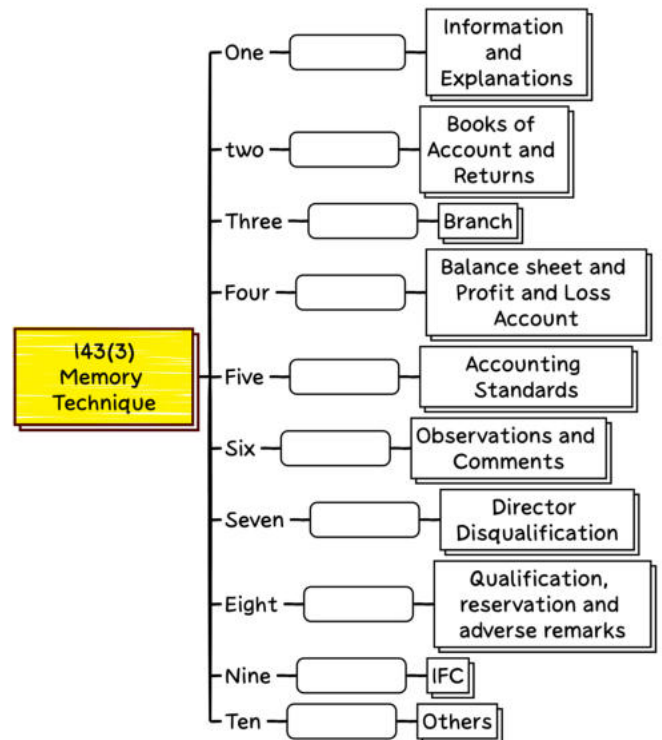 One
Information
and
Explanations
two
Books of
Account and
Returns
Three
Branch
Four
Balance sheet and
Profit and Loss
Account
143(3)
Memory
Technique
Five
Accounting
Standards
Six
Observations and
Comments
Seven
Director
Disqualification
Eight
Qualification,
reservation and
adverse remarks
Nine
IFC
Ten
Others